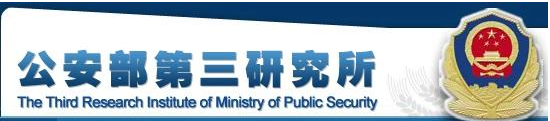 公安部第三研究所
The Third Research Institute of Ministry of Public Security